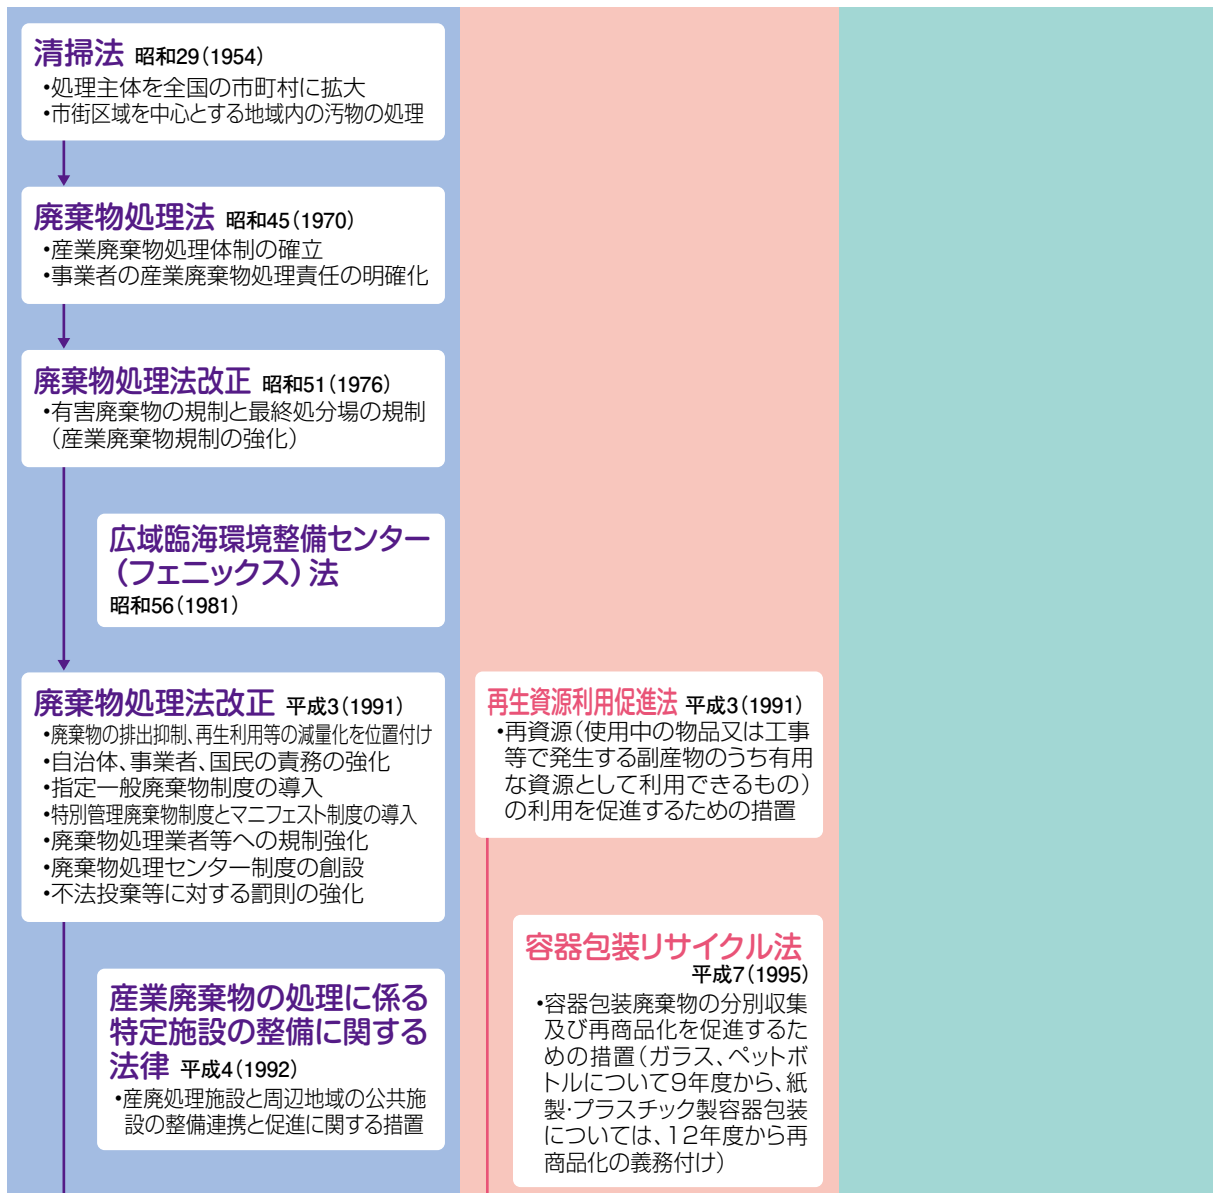 清掃法 昭和29（1954）
・処理主体を全国の市町村に拡大
・市街区域を中心とする地域内の汚物の処理
廃棄物処理法 昭和45（1970）
・産業廃棄物処理体制の確立
・事業者の産業廃棄物処理責任の明確化
廃棄物処理法改正 昭和51（1976）
・有害廃棄物の規制と最終処分場の規制
（産業廃棄物規制の強化）
広域臨海環境整備センター
（フェニックス）法
昭和56（1981）
廃棄物処理法改正 平成3（1991）
・廃棄物の排出抑制、再生利用等の減量化を位置付け
・自治体、事業者、国民の責務の強化
・指定一般廃棄物制度の導入
・特別管理廃棄物制度とマニフェスト制度の導入
・廃棄物処理業者等への規制強化
・廃棄物処理センター制度の創設
・不法投棄等に対する罰則の強化
産業廃棄物の処理に係る
特定施設の整備に関する
法律 平成4（1992）
・産廃処理施設と周辺地域の公共施
設の整備連携と促進に関する措置
再生資源利用促進法 平成3（1991）
・再資源（使用中の物品又は工事
等で発生する副産物のうち有用
な資源として利用できるもの）
の利用を促進するための措置
容器包装リサイクル法
平成7（1995）
・容器包装廃棄物の分別収集
及び再商品化を促進するた
めの措置（ガラス、ペットボ
トルについて9年度から、紙
製・プラスチック製容器包装
については、12年度から再
商品化の義務付け）